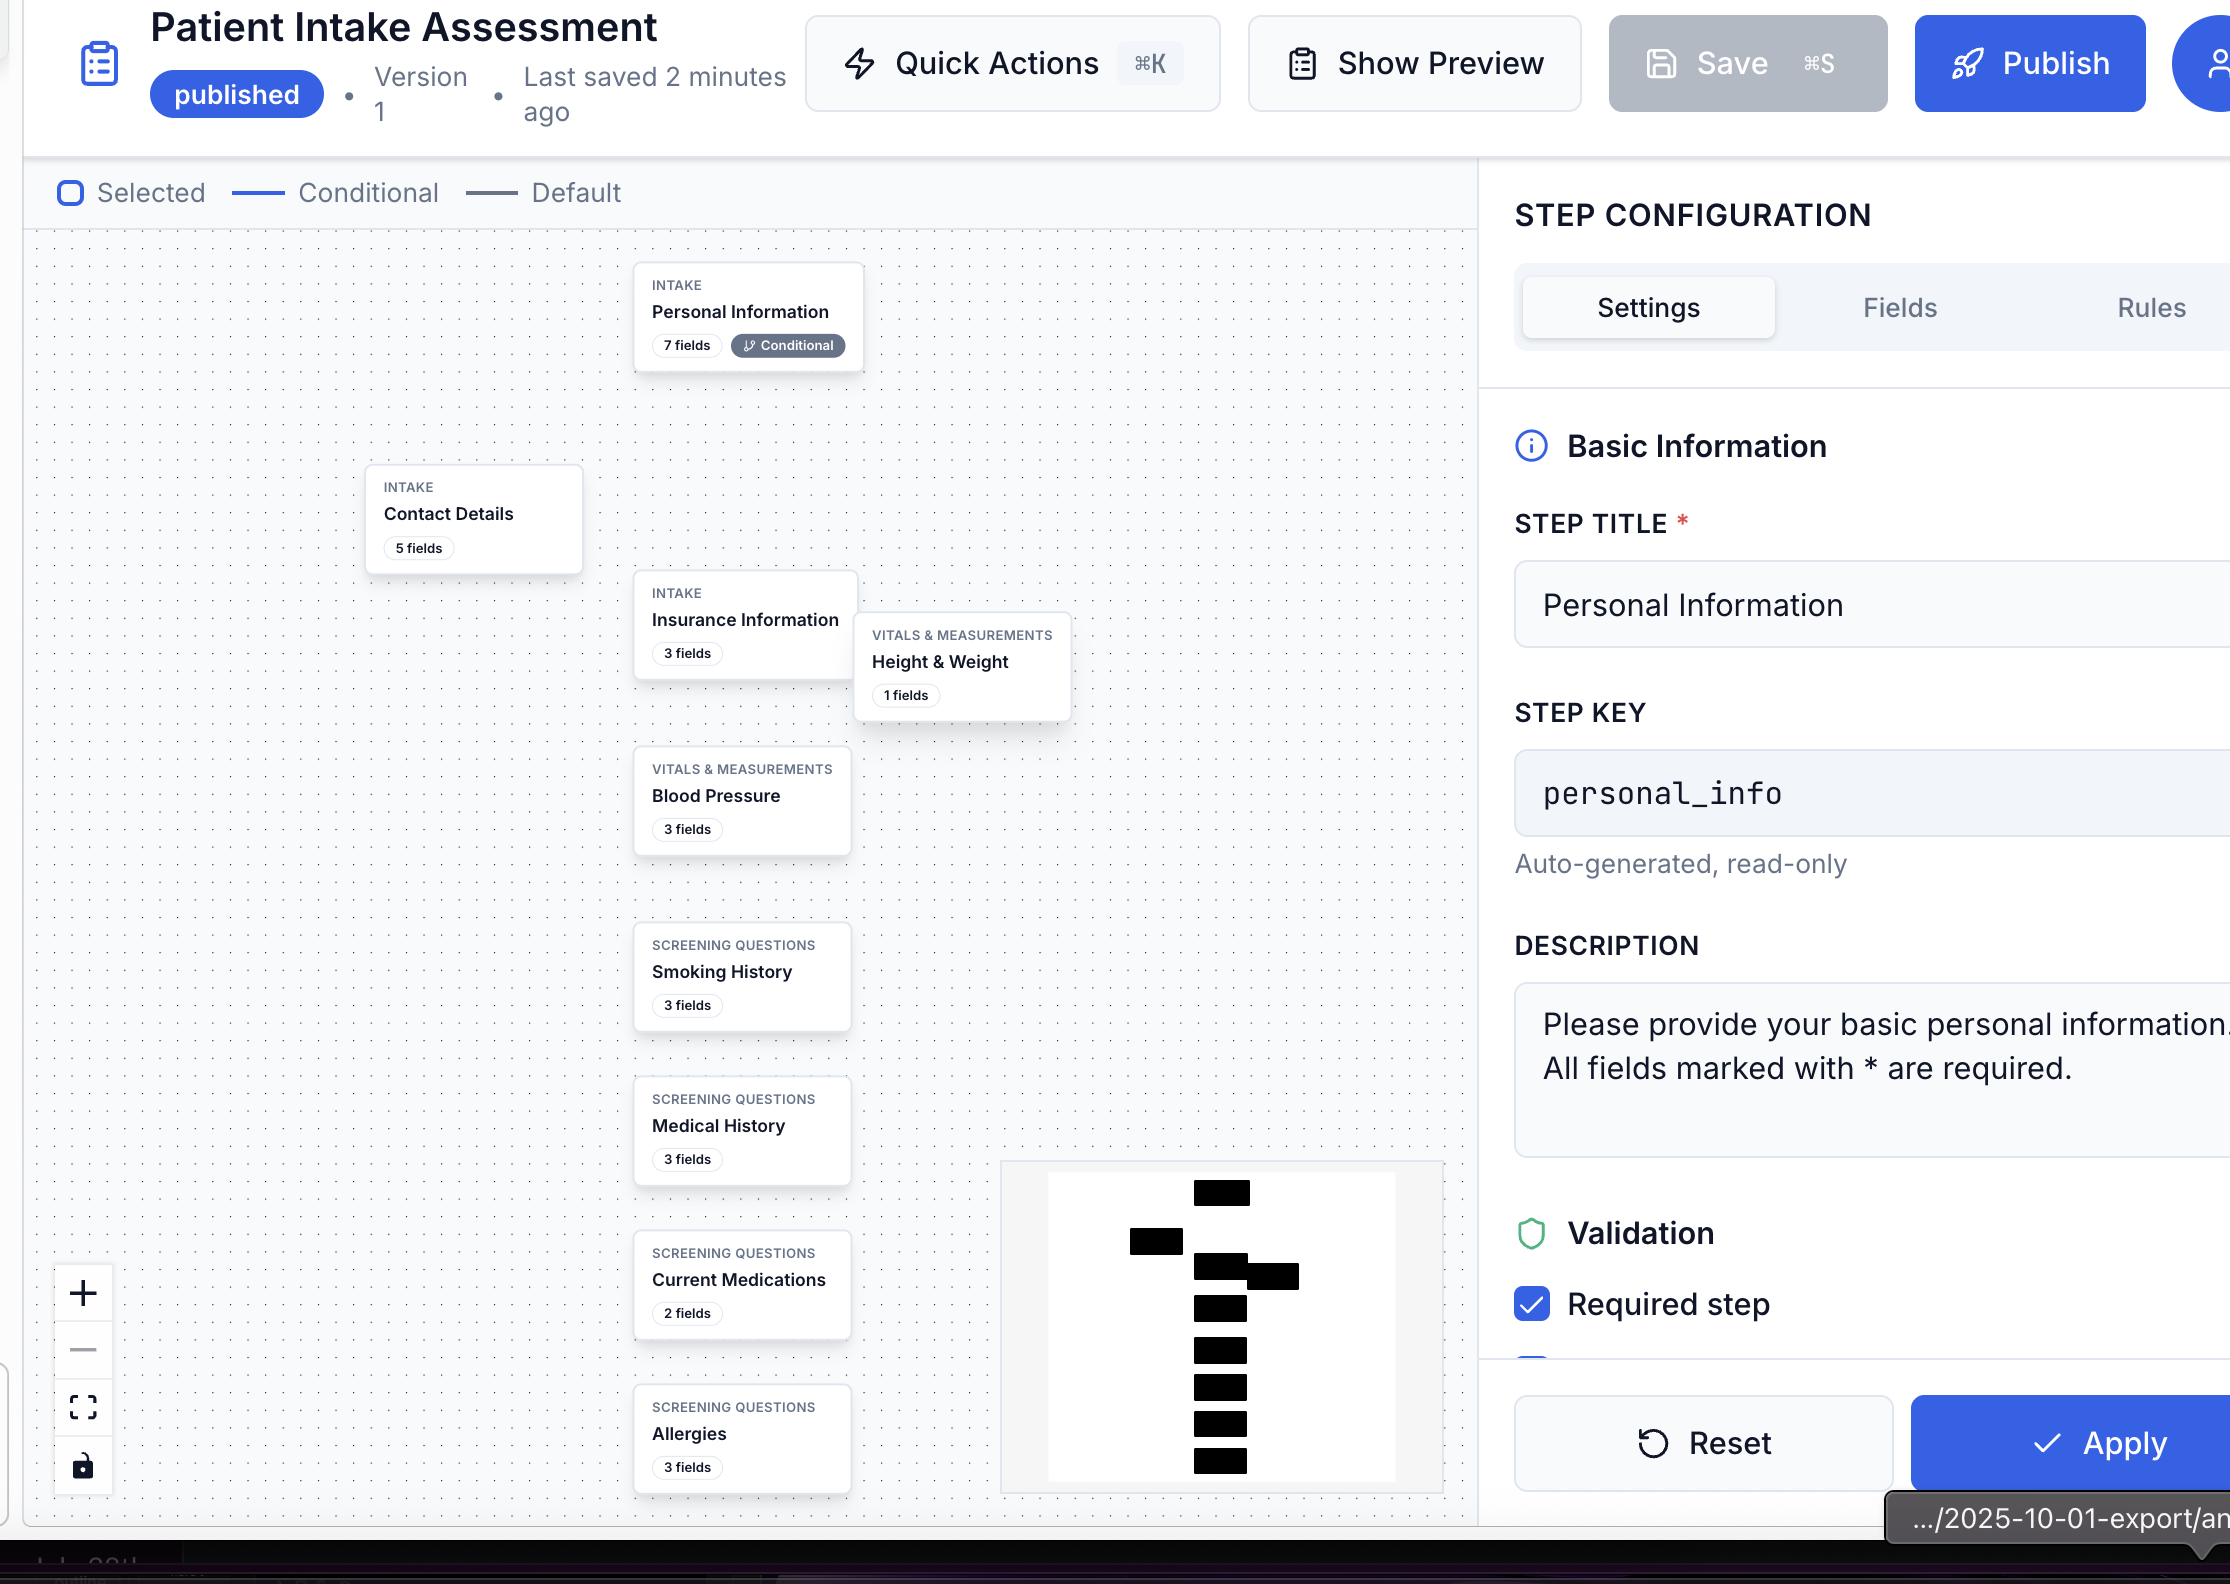 Patient Intake Assessment
published • Version 1 • Last saved 2 minutes ago
Quick Actions ⌘K
Show Preview
Save ⌘S
Publish
Selected
Conditional
Default
INTAKE
Personal Information
7 fields
Conditional
INTAKE
Contact Details
5 fields
INTAKE
Insurance Information
3 fields
VITALS & MEASUREMENTS
Height & Weight
1 fields
VITALS & MEASUREMENTS
Blood Pressure
3 fields
SCREENING QUESTIONS
Smoking History
3 fields
SCREENING QUESTIONS
Medical History
3 fields
SCREENING QUESTIONS
Current Medications
2 fields
SCREENING QUESTIONS
Allergies
3 fields
STEP CONFIGURATION
Settings
Fields
Rules
Basic Information
STEP TITLE *
Personal Information
STEP KEY
personal_info
Auto-generated, read-only
DESCRIPTION
Please provide your basic personal information.
All fields marked with * are required.
Validation
Required step
Reset
Apply
.../2025-10-01-export/an